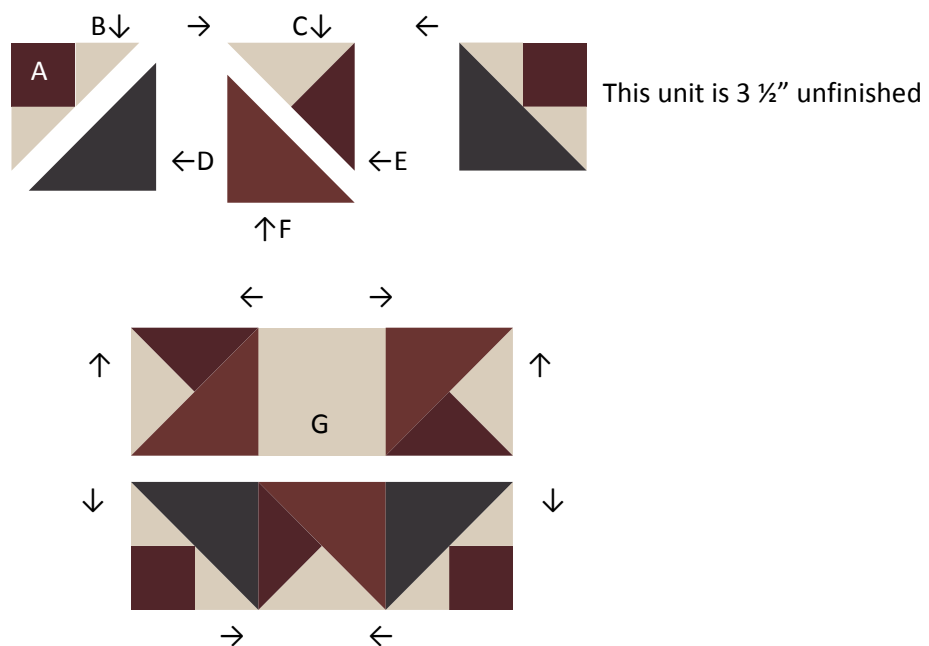 B↓ → C↓ ←
A
This unit is 3 ½” unfinished
←D ←E
↑F
← →
↑ ↑
G
↓ ↓
→ ←